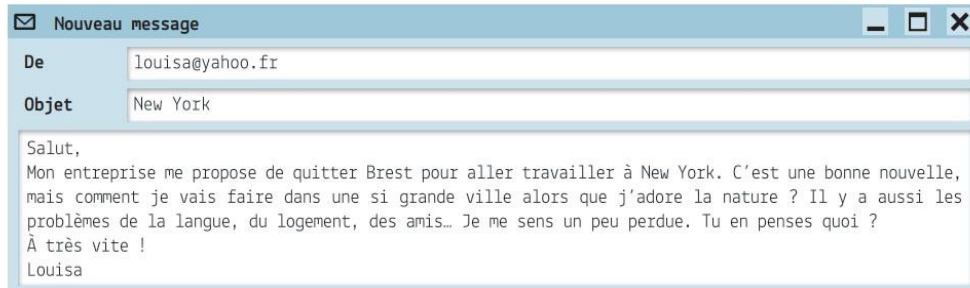 Nouveau message
De louisa@yahoo.fr
Objet New York
Salut,
Mon entreprise me propose de quitter Brest pour aller travailler à New York. C'est une bonne nouvelle,
mais comment je vais faire dans une si grande ville alors que j'adore la nature ? Il y a aussi les
problèmes de la langue, du logement, des amis… Je me sens un peu perdue. Tu en penses quoi ?
À très vite !
Louisa